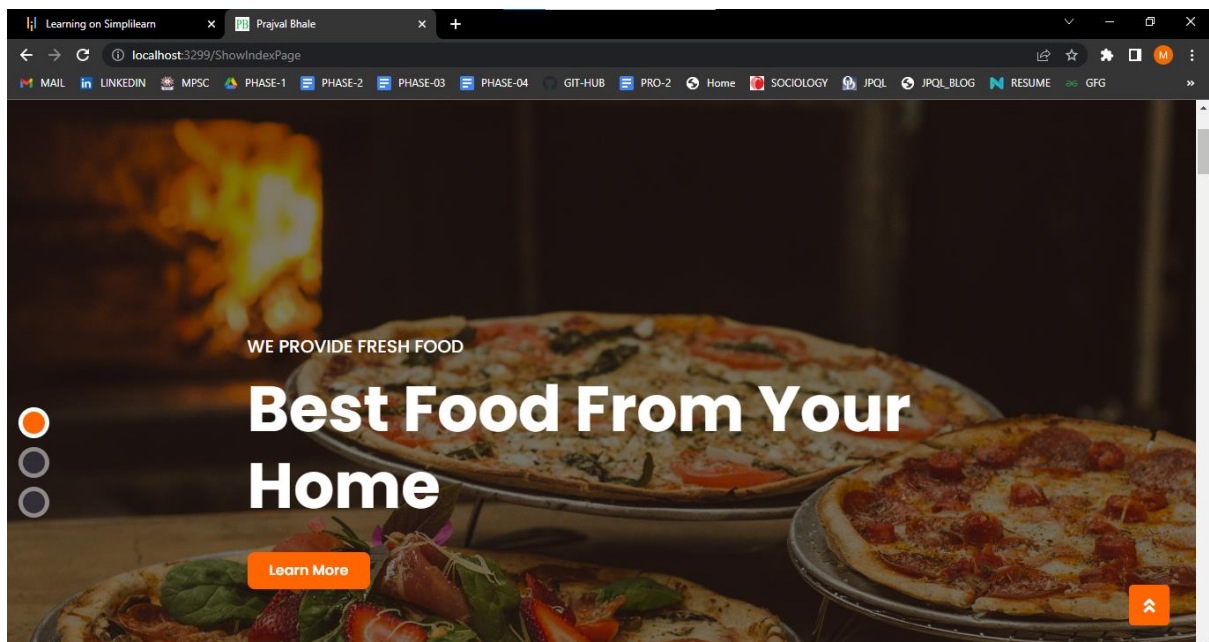 Learning on Simplilearn
PB Prajval Bhale
localhost:3299/ShowIndexPage
M
MAIL in LINKEDIN MPSC PHASE-1 PHASE-2 PHASE-03 PHASE-04 GIT-HUB PRO-2 Home SOCIOLOGY JPQL JPQL_BLOG RESUME GFG
WE PROVIDE FRESH FOOD
Best Food From Your
Home
Learn More